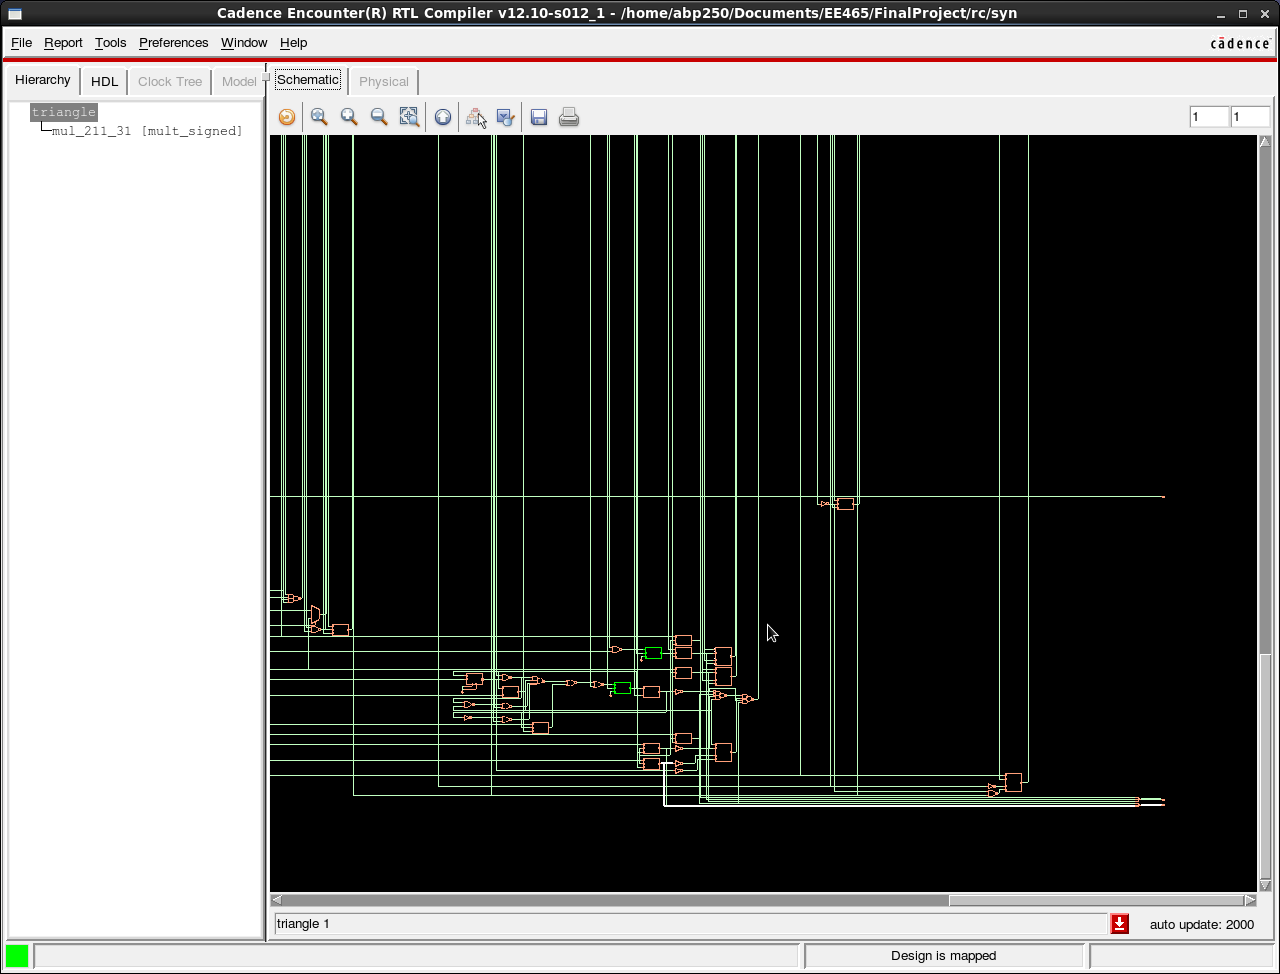 Cadence Encounter(R) RTL Compiler v12.10-s012_1 - /home/abp250/Documents/EE465/FinalProject/rc/syn
File Report Tools Preferences Window Help
cādence
Hierarchy HDL Clock Tree Model
Schematic Physical
1 1
triangle
mul_211_31 [mult_signed]
triangle 1
auto update: 2000
Design is mapped